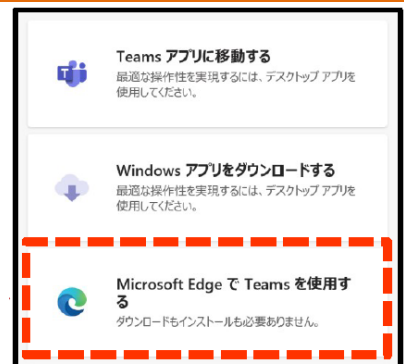 Teams アプリに移動する
最適な操作性を実現するには、デスクトップ アプリを
使用してください。
Windows アプリをダウンロードする
最適な操作性を実現するには、デスクトップ アプリを
使用してください。
Microsoft Edge で Teams を使用す
る
ダウンロードもインストールも必要ありません。